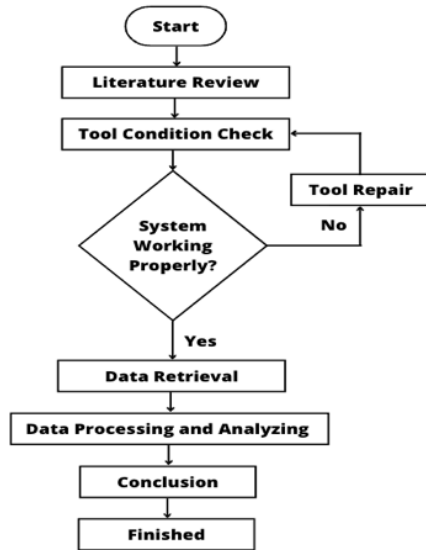 Start
Literature Review
Tool Condition Check
Tool Repair
System
Working
Properly?
No
Yes
Data Retrieval
Data Processing and Analyzing
Conclusion
Finished